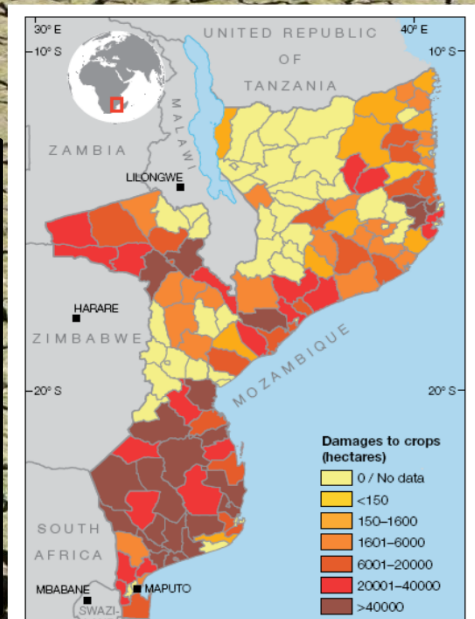 30° E
40° E
10° S
10° S
UNITED REPUBLIC
OF
TANZANIA
MALAWI
ZAMBIA
LILONGWE
HARARE
ZIMBABWE
MOZAMBIQUE
20° S
20° S
SOUTH
AFRICA
MBABANE
MAPUTO
SWAZI-
Damages to crops
(hectares)
0 / No data
<150
150–1600
1601–6000
6001–20000
20001–40000
>40000